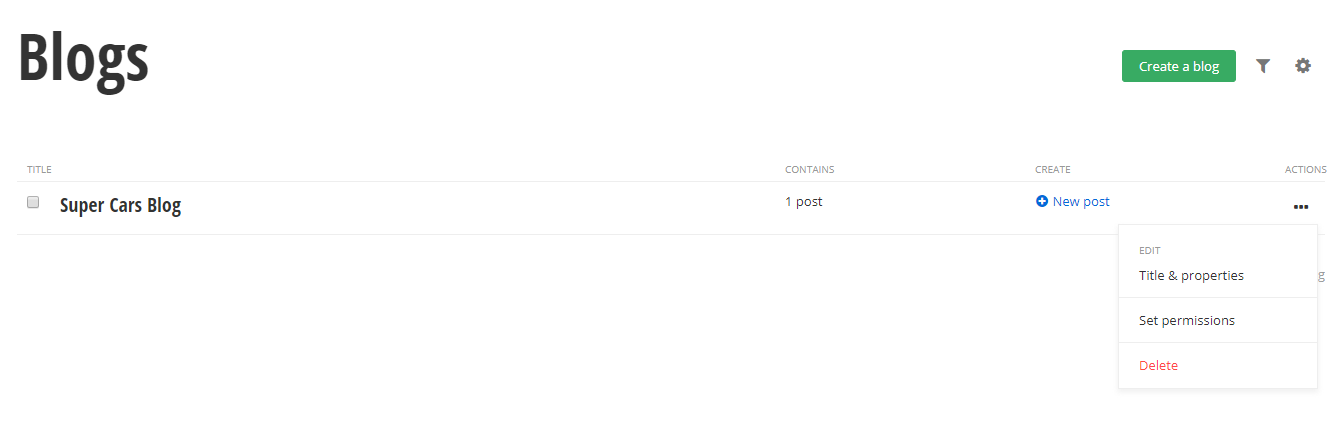 Blogs
Create a blog
TITLE CONTAINS CREATE ACTIONS
Super Cars Blog 1 post New post
EDIT
Title & properties
Set permissions
Delete